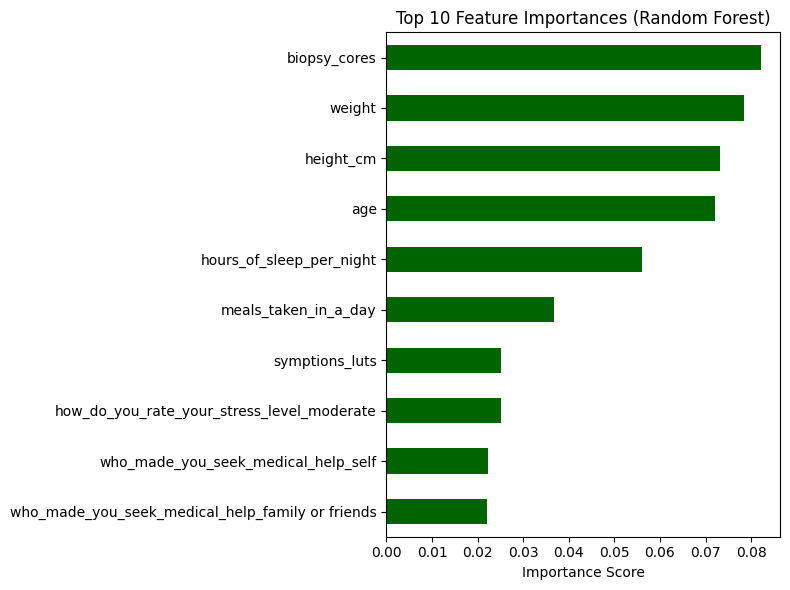 Top 10 Feature Importances (Random Forest)
biopsy_cores
weight
height_cm
age
hours_of_sleep_per_night
meals_taken_in_a_day
symptions_luts
how_do_you_rate_your_stress_level_moderate
who_made_you_seek_medical_help_self
who_made_you_seek_medical_help_family or friends
0.00 0.01 0.02 0.03 0.04 0.05 0.06 0.07 0.08
Importance Score